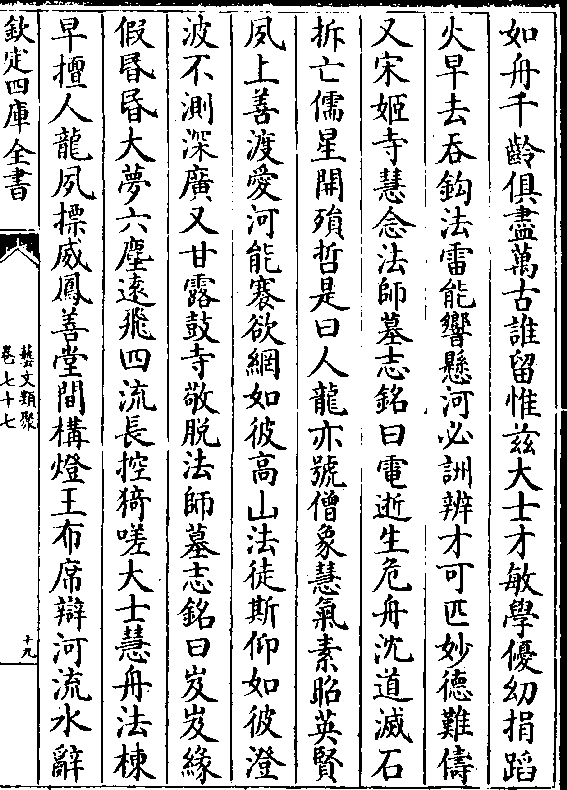 如舟千齡俱盡萬古誰留惟茲大士才敏學優幼捐蹈
火早去吞鈎法雷能響懸河必詶辨才可匹妙德難儔
又宋姬寺慧念法師墓志銘曰電逝生危舟沈道滅石
拆亡儒星開殞哲是曰人龍亦號僧象慧氣素昭英賢
夙上善渡愛河能褰欲網如彼高山法徒斯仰如彼澄
波不測深廣又甘露鼓寺敬脫法師墓志銘曰岌岌緣
假昏昏大夢六塵遠飛四流長控猗嗟大士慧舟法棟
早擅人龍夙摽威鳳善堂間構燈王布席辯河流水辭
欽定四庫全書
藝文類聚
卷七十七
十九